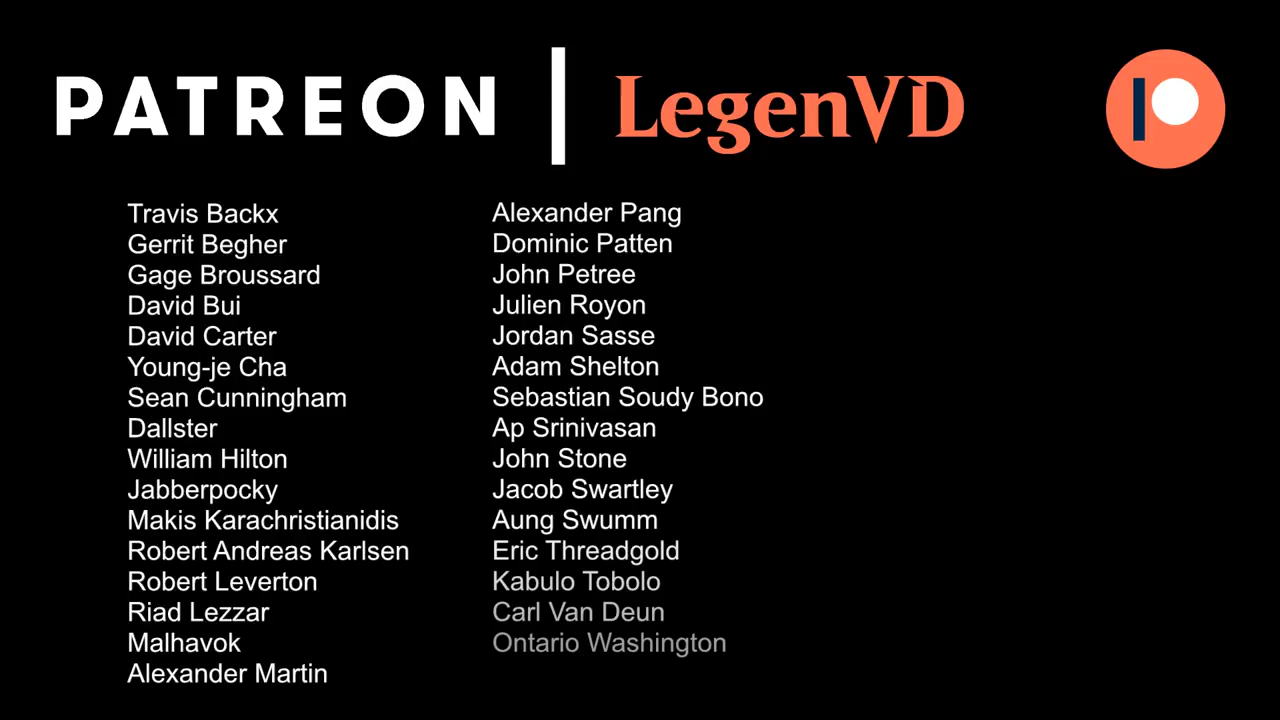 PATREON | LegenVD
Travis Backx
Gerrit Begher
Gage Broussard
David Bui
David Carter
Young-je Cha
Sean Cunningham
Dallster
William Hilton
Jabberpocky
Makis Karachristianidis
Robert Andreas Karlsen
Robert Leverton
Riad Lezzar
Malhavok
Alexander Martin
Alexander Pang
Dominic Patten
John Petree
Julien Royon
Jordan Sasse
Adam Shelton
Sebastian Soudy Bono
Ap Srinivasan
John Stone
Jacob Swartley
Aung Swumm
Eric Threadgold
Kabulo Tobolo
Carl Van Deun
Ontario Washington